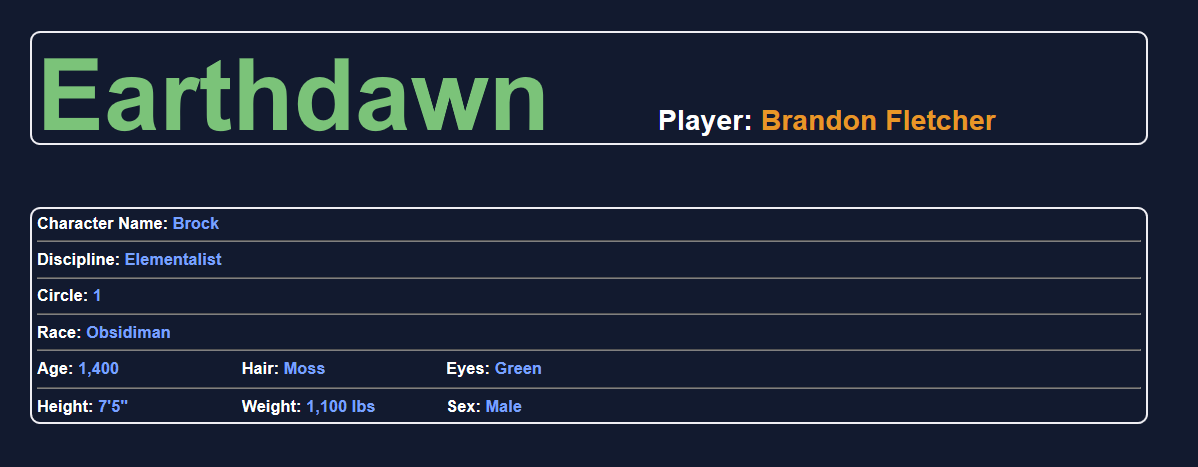 Earthdawn Player: Brandon Fletcher
Character Name: Brock
Discipline: Elementalist
Circle: 1
Race: Obsidiman
Age: 1,400 Hair: Moss Eyes: Green
Height: 7'5" Weight: 1,100 lbs Sex: Male